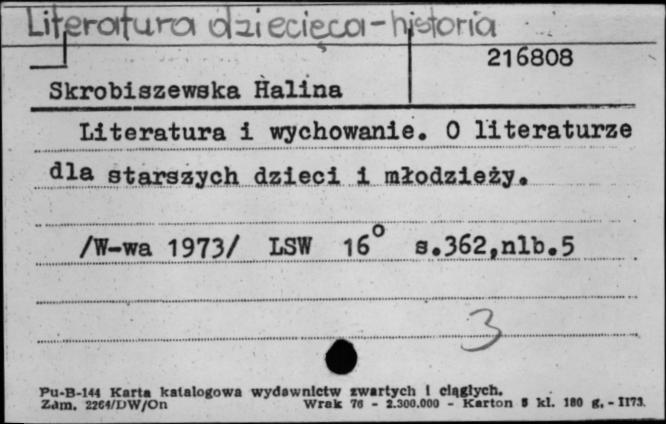 Literatura dziecięca - historia
216808
Skrobiszewska Halina
Literatura i wychowanie. O literaturze
dla starszych dzieci i młodzieży.
/W-wa 1973/ LSW 16° s.362,nlb.5
3
Pu-B-144 Karta katalogowa wydawnictw zwartych i ciągłych.
Zam. 2264/DW/On Wrak 76 - 2.300.000 - Karton 5 kl. 180 g. - 1173.